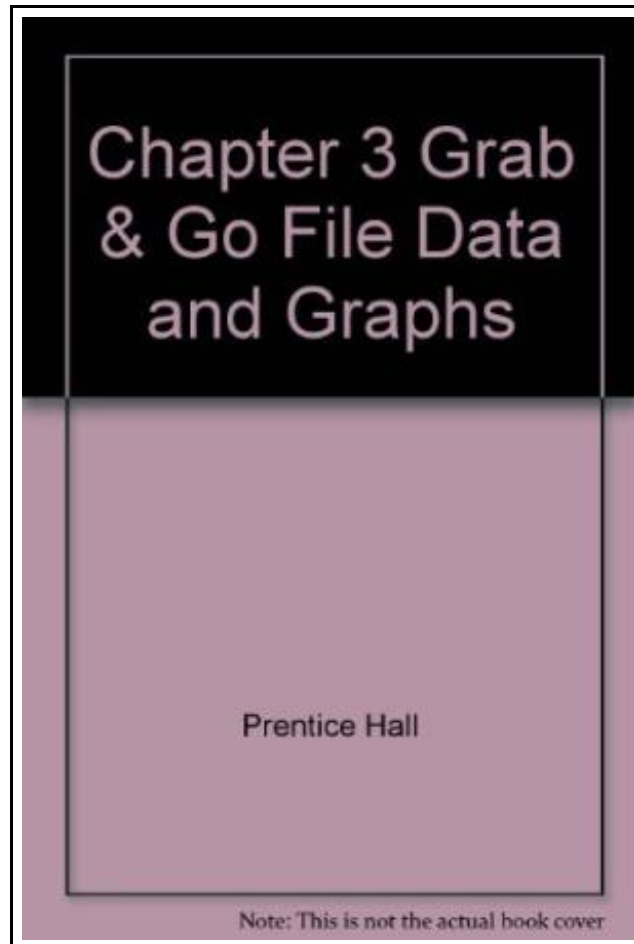 Chapter 3 Grab
& Go File Data
and Graphs
Prentice Hall
Note: This is not the actual book cover